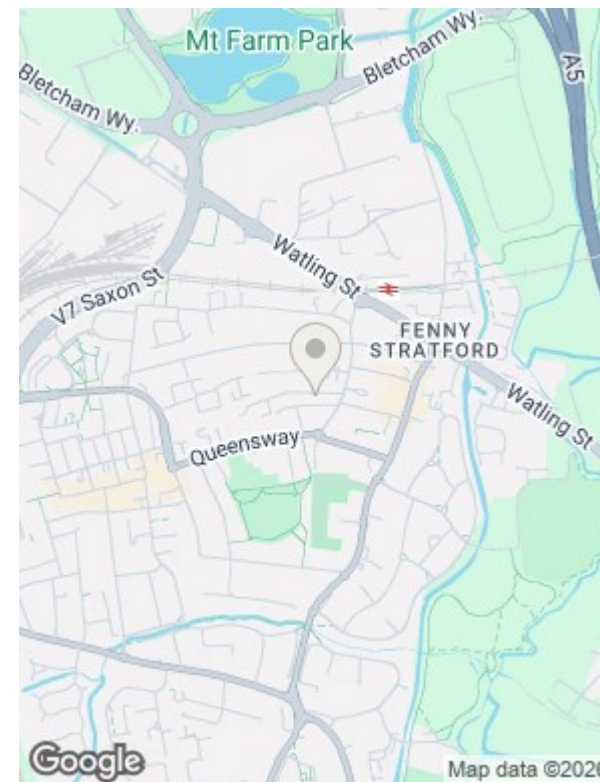 Mt Farm Park
Bletcham Wy.
Bletcham Wy.
A5
Watling St
V7 Saxon St
FENNY
STRATFORD
Watling St
Queensway
Google
Map data ©2026